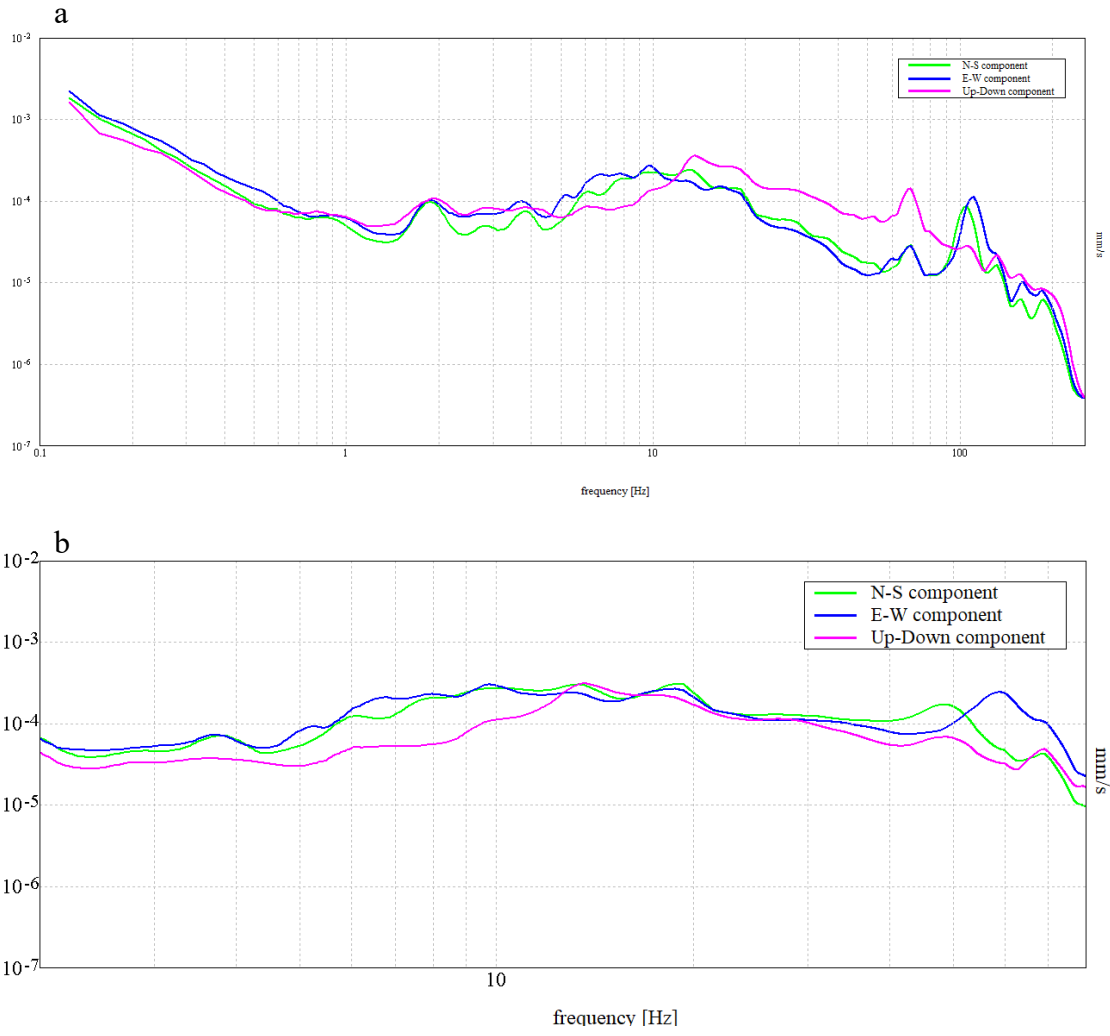 a
10-2
N-S component
E-W component
Up-Down component
10-3
10-4
mm/s
10-5
10-6
10-7
0.1
1
10
100
frequency [Hz]
b
10-2
N-S component
E-W component
Up-Down component
10-3
10-4
mm/s
10-5
10-6
10-7
10
frequency [Hz]